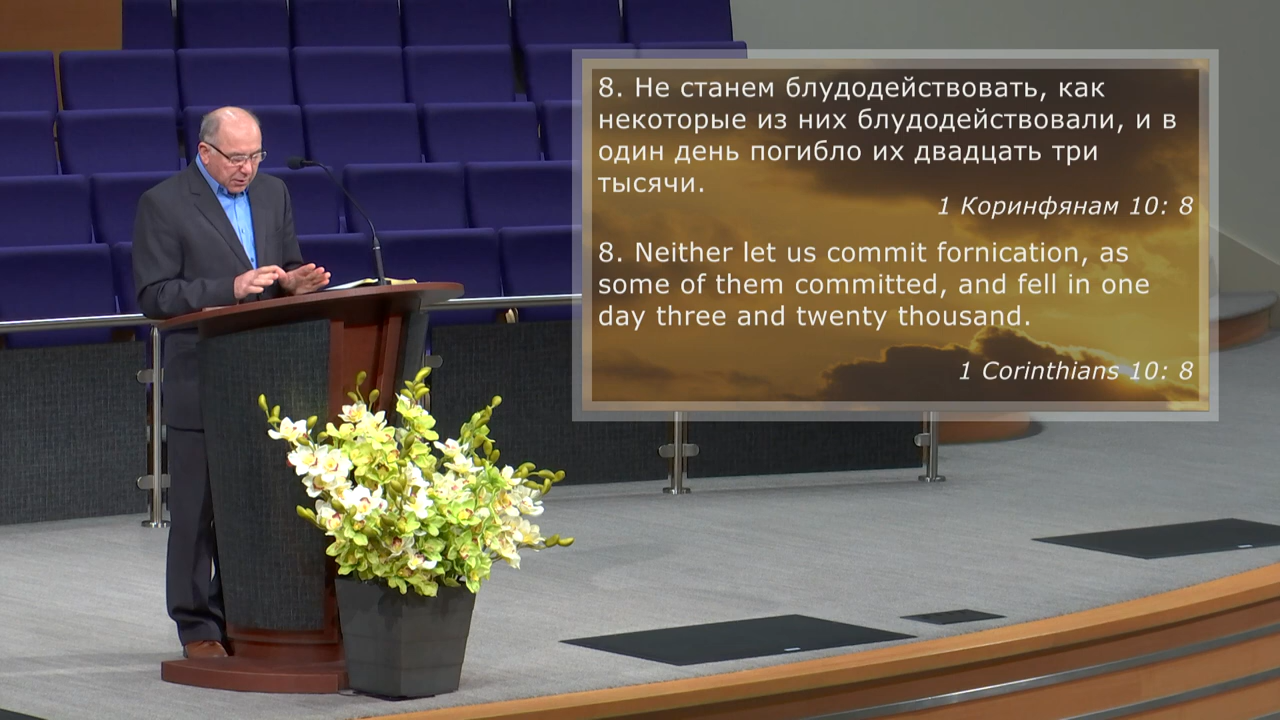 8. Не станем блудодействовать, как
некоторые из них блудодействовали, и в
один день погибло их двадцать три
тысячи.
1 Коринфянам 10: 8
8. Neither let us commit fornication, as
some of them committed, and fell in one
day three and twenty thousand.
1 Corinthians 10: 8